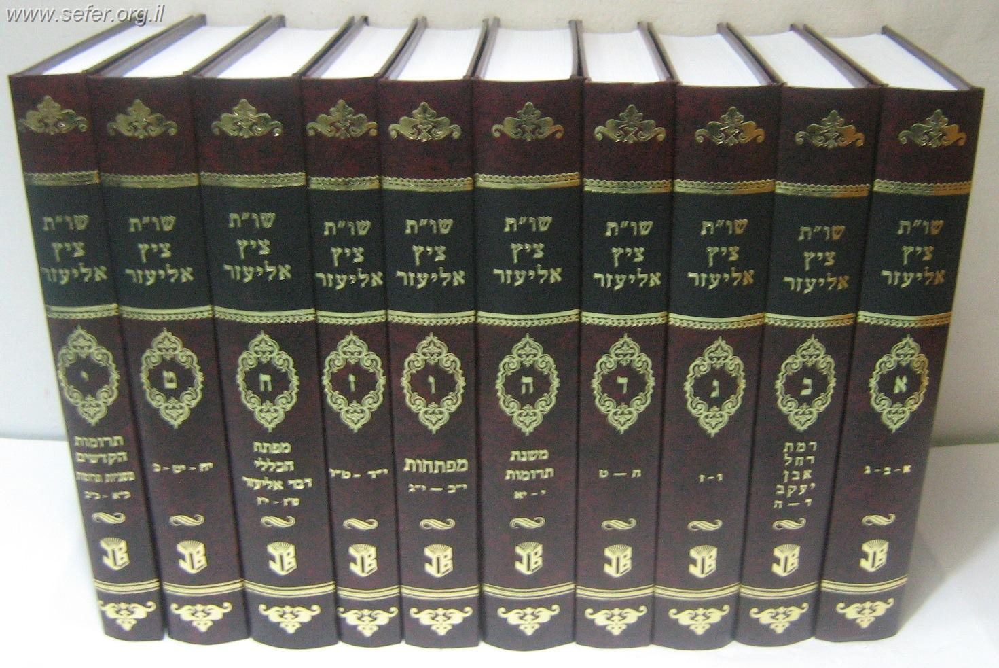 www.sefer.org.il
שו״ת
ציץ
אליעזר
א
א - ב - ג
שו״ת
ציץ
אליעזר
ב
רמת
רחל
אבן
יעקב
ד — ה
שו״ת
ציץ
אליעזר
ג
ו - ז
שו״ת
ציץ
אליעזר
ד
ח — ט
שו״ת
ציץ
אליעזר
ה
משנת
תרומות
י - יא
שו״ת
ציץ
אליעזר
ו
מפתחות
י״ב — י״ג
שו״ת
ציץ
אליעזר
ז
י״ד - ט״ו
שו״ת
ציץ
אליעזר
ח
מפתח
הכללי
דבר אליעזר
ט״ז - י״ז
שו״ת
ציץ
אליעזר
ט
יח - יט - כ
שו״ת
ציץ
אליעזר
י
תרומות
הקדשים
תרומות
כ״א - כ״ב